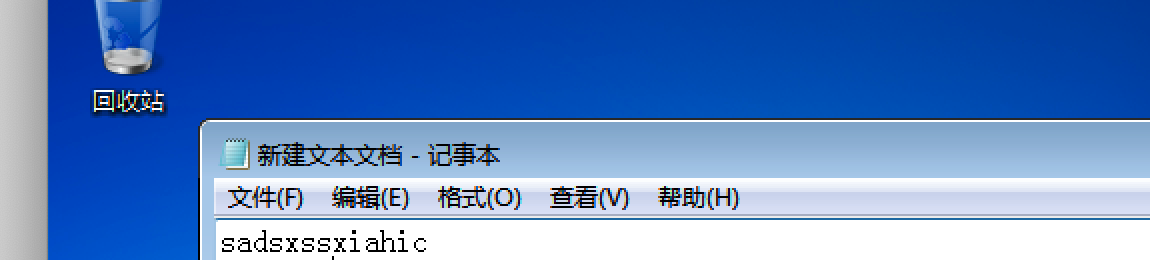 回收站
新建文本文档 - 记事本
文件(F) 编辑(E) 格式(O) 查看(V) 帮助(H)
sadsxssxiahic